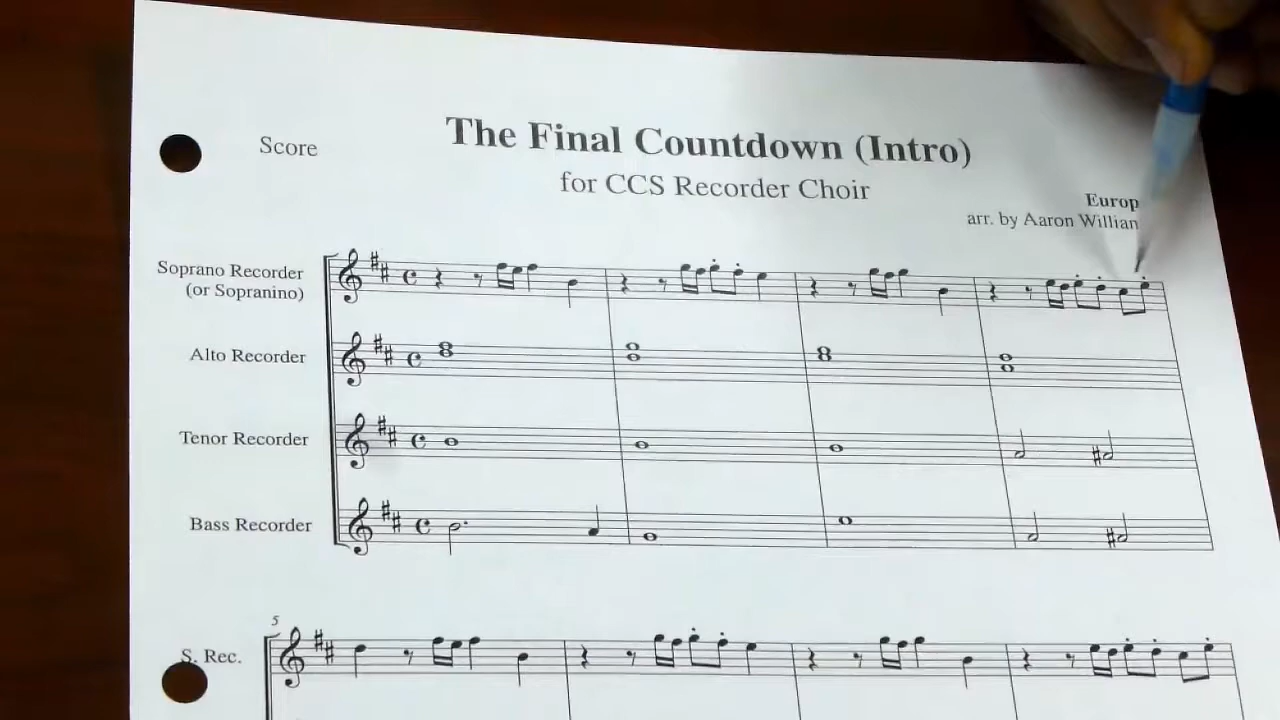 Score
The Final Countdown (Intro)
for CCS Recorder Choir
Europ
arr. by Aaron Willian
Soprano Recorder
(or Sopranino)
Alto Recorder
Tenor Recorder
Bass Recorder
5
S. Rec.